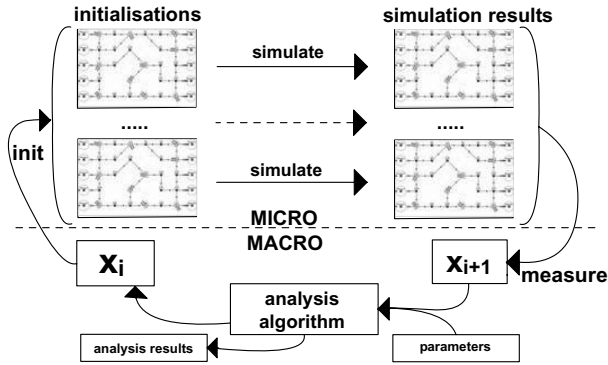 initialisations simulation results
simulate
init
..... .....
simulate
MICRO
MACRO
xi xi+1
measure
analysis
algorithm
analysis results
parameters